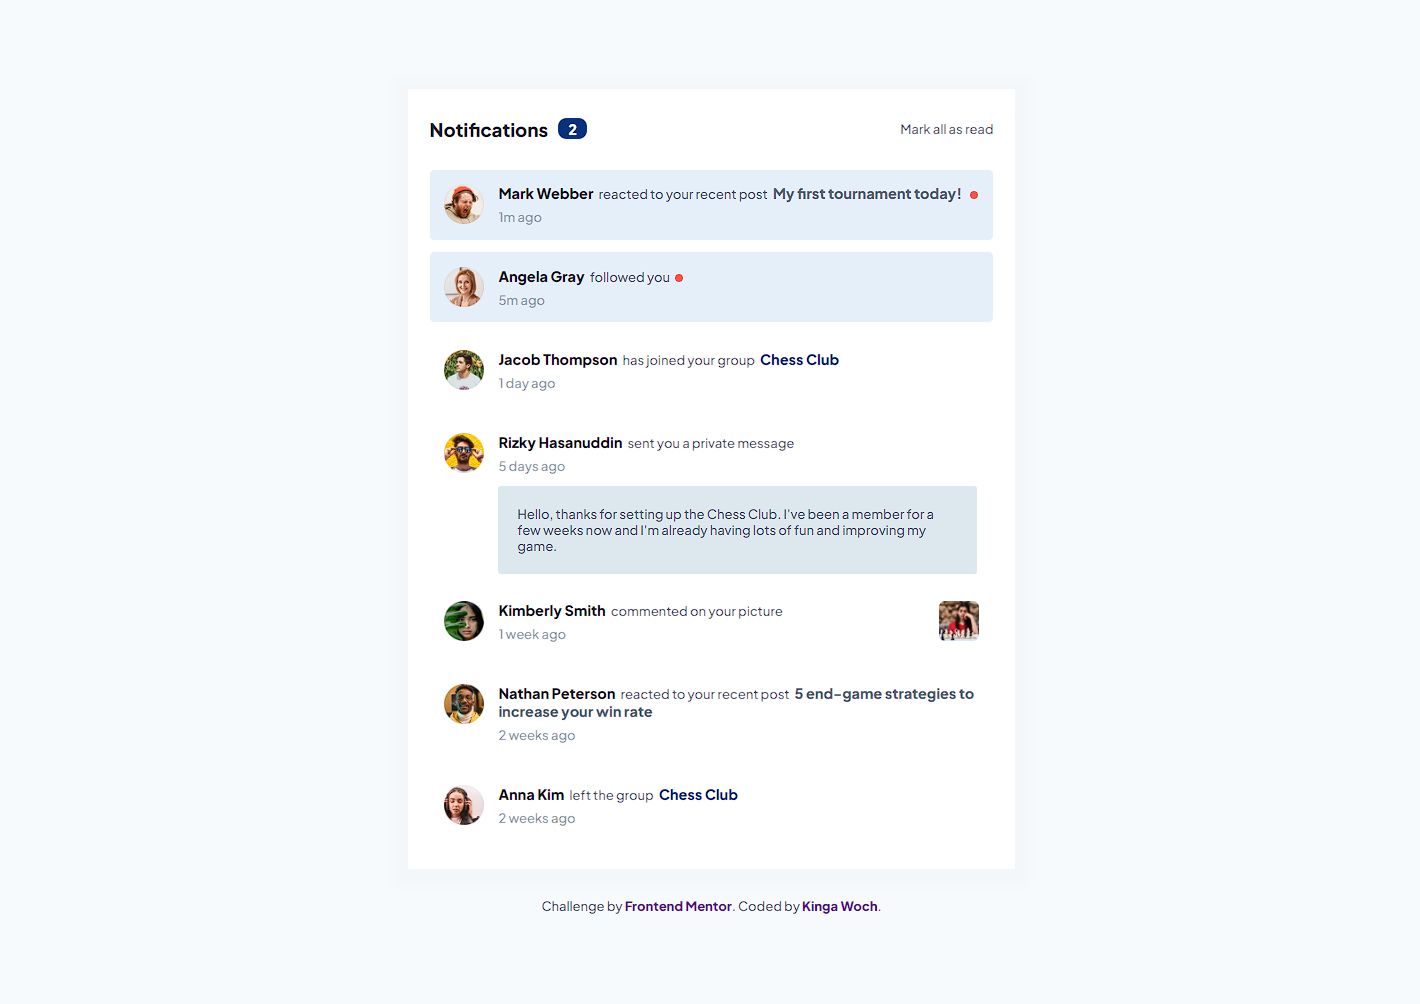 Notifications 2 Mark all as read
Mark Webber reacted to your recent post My first tournament today!
1m ago
Angela Gray followed you
5m ago
Jacob Thompson has joined your group Chess Club
1 day ago
Rizky Hasanuddin sent you a private message
5 days ago
Hello, thanks for setting up the Chess Club. I've been a member for a
few weeks now and I'm already having lots of fun and improving my
game.
Kimberly Smith commented on your picture
1 week ago
Nathan Peterson reacted to your recent post 5 end-game strategies to
increase your win rate
2 weeks ago
Anna Kim left the group Chess Club
2 weeks ago
Challenge by Frontend Mentor. Coded by Kinga Woch.